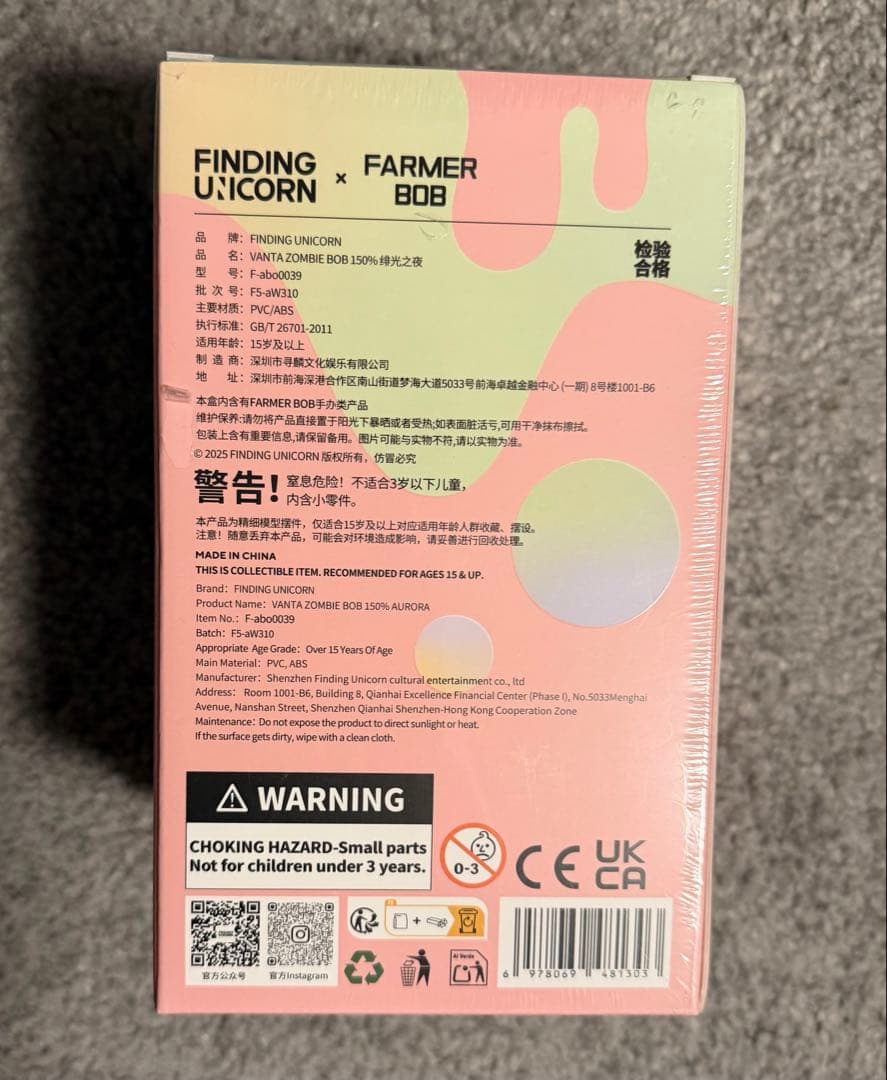 FINDING UNICORN × FARMER BOB
检验合格
品 牌：FINDING UNICORN
品 名：VANTA ZOMBIE BOB 150% 绯光之夜
型 号：F-abo0039
批 次 号：F5-aW310
主要材质：PVC/ABS
执行标准：GB/T 26701-2011
适用年龄：15岁及以上
制 造 商：深圳市寻麟文化娱乐有限公司
地 址：深圳市前海深港合作区南山街道梦海大道5033号前海卓越金融中心 (一期) 8号楼1001-B6
本盒内含有FARMER BOB手办类产品
维护保养:请勿将产品直接置于阳光下暴晒或者受热;如表面脏活亏,可用干净抹布擦拭。
包装上含有重要信息,请保留备用。图片可能与实物不符,请以实物为准。
© 2025 FINDING UNICORN 版权所有，仿冒必究
警告! 窒息危险！不适合3岁以下儿童，
内含小零件。
本产品为精细模型摆件，仅适合15岁及以上对应适用年龄人群收藏、摆设。
注意！随意丢弃本产品，可能会对环境造成影响，请妥善进行回收处理。
MADE IN CHINA
THIS IS COLLECTIBLE ITEM. RECOMMENDED FOR AGES 15 & UP.
Brand：FINDING UNICORN
Product Name：VANTA ZOMBIE BOB 150% AURORA
Item No.：F-abo0039
Batch：F5-aW310
Appropriate Age Grade：Over 15 Years Of Age
Main Material：PVC, ABS
Manufacturer：Shenzhen Finding Unicorn cultural entertainment co., ltd
Address： Room 1001-B6, Building 8, Qianhai Excellence Financial Center (Phase I), No.5033Menghai
Avenue, Nanshan Street, Shenzhen Qianhai Shenzhen-Hong Kong Cooperation Zone
Maintenance：Do not expose the product to direct sunlight or heat.
If the surface gets dirty, wipe with a clean cloth.
WARNING
CHOKING HAZARD-Small parts
Not for children under 3 years.
0-3
CE
UK
CA
官方公众号
官方Instagram
FR
+
Al Verde
6 978069 481303